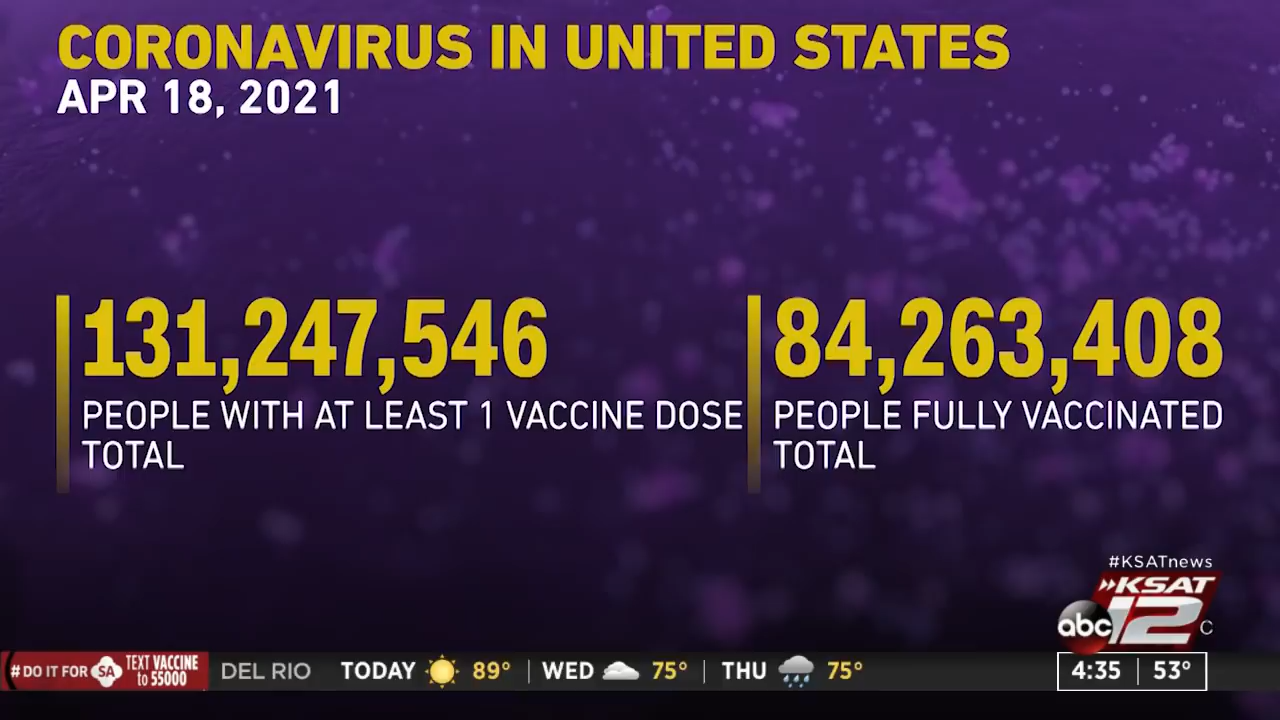 CORONAVIRUS IN UNITED STATES
APR 18, 2021
131,247,546
PEOPLE WITH AT LEAST 1 VACCINE DOSE
TOTAL
84,263,408
PEOPLE FULLY VACCINATED
TOTAL
#KSATnews
KSAT
abc 12 C
#DO IT FOR SA TEXT VACCINE
to 55000
DEL RIO TODAY 89° WED 75° THU 75°
4:35 53°